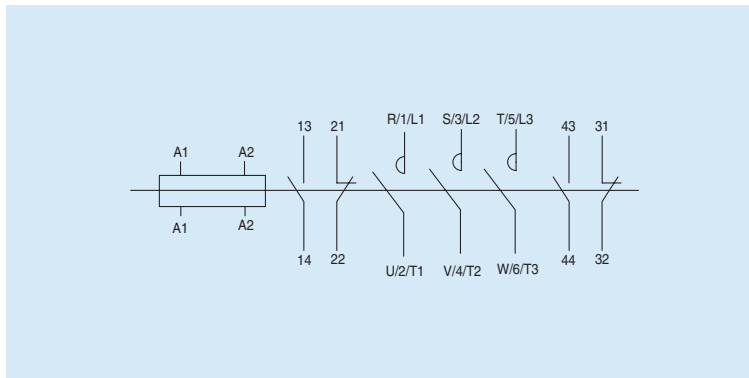 R/1/L1 S/3/L2 T/5/L3
13 21 43 31
A1 A2
A1 A2
14 22 44 32
U/2/T1 V/4/T2 W/6/T3